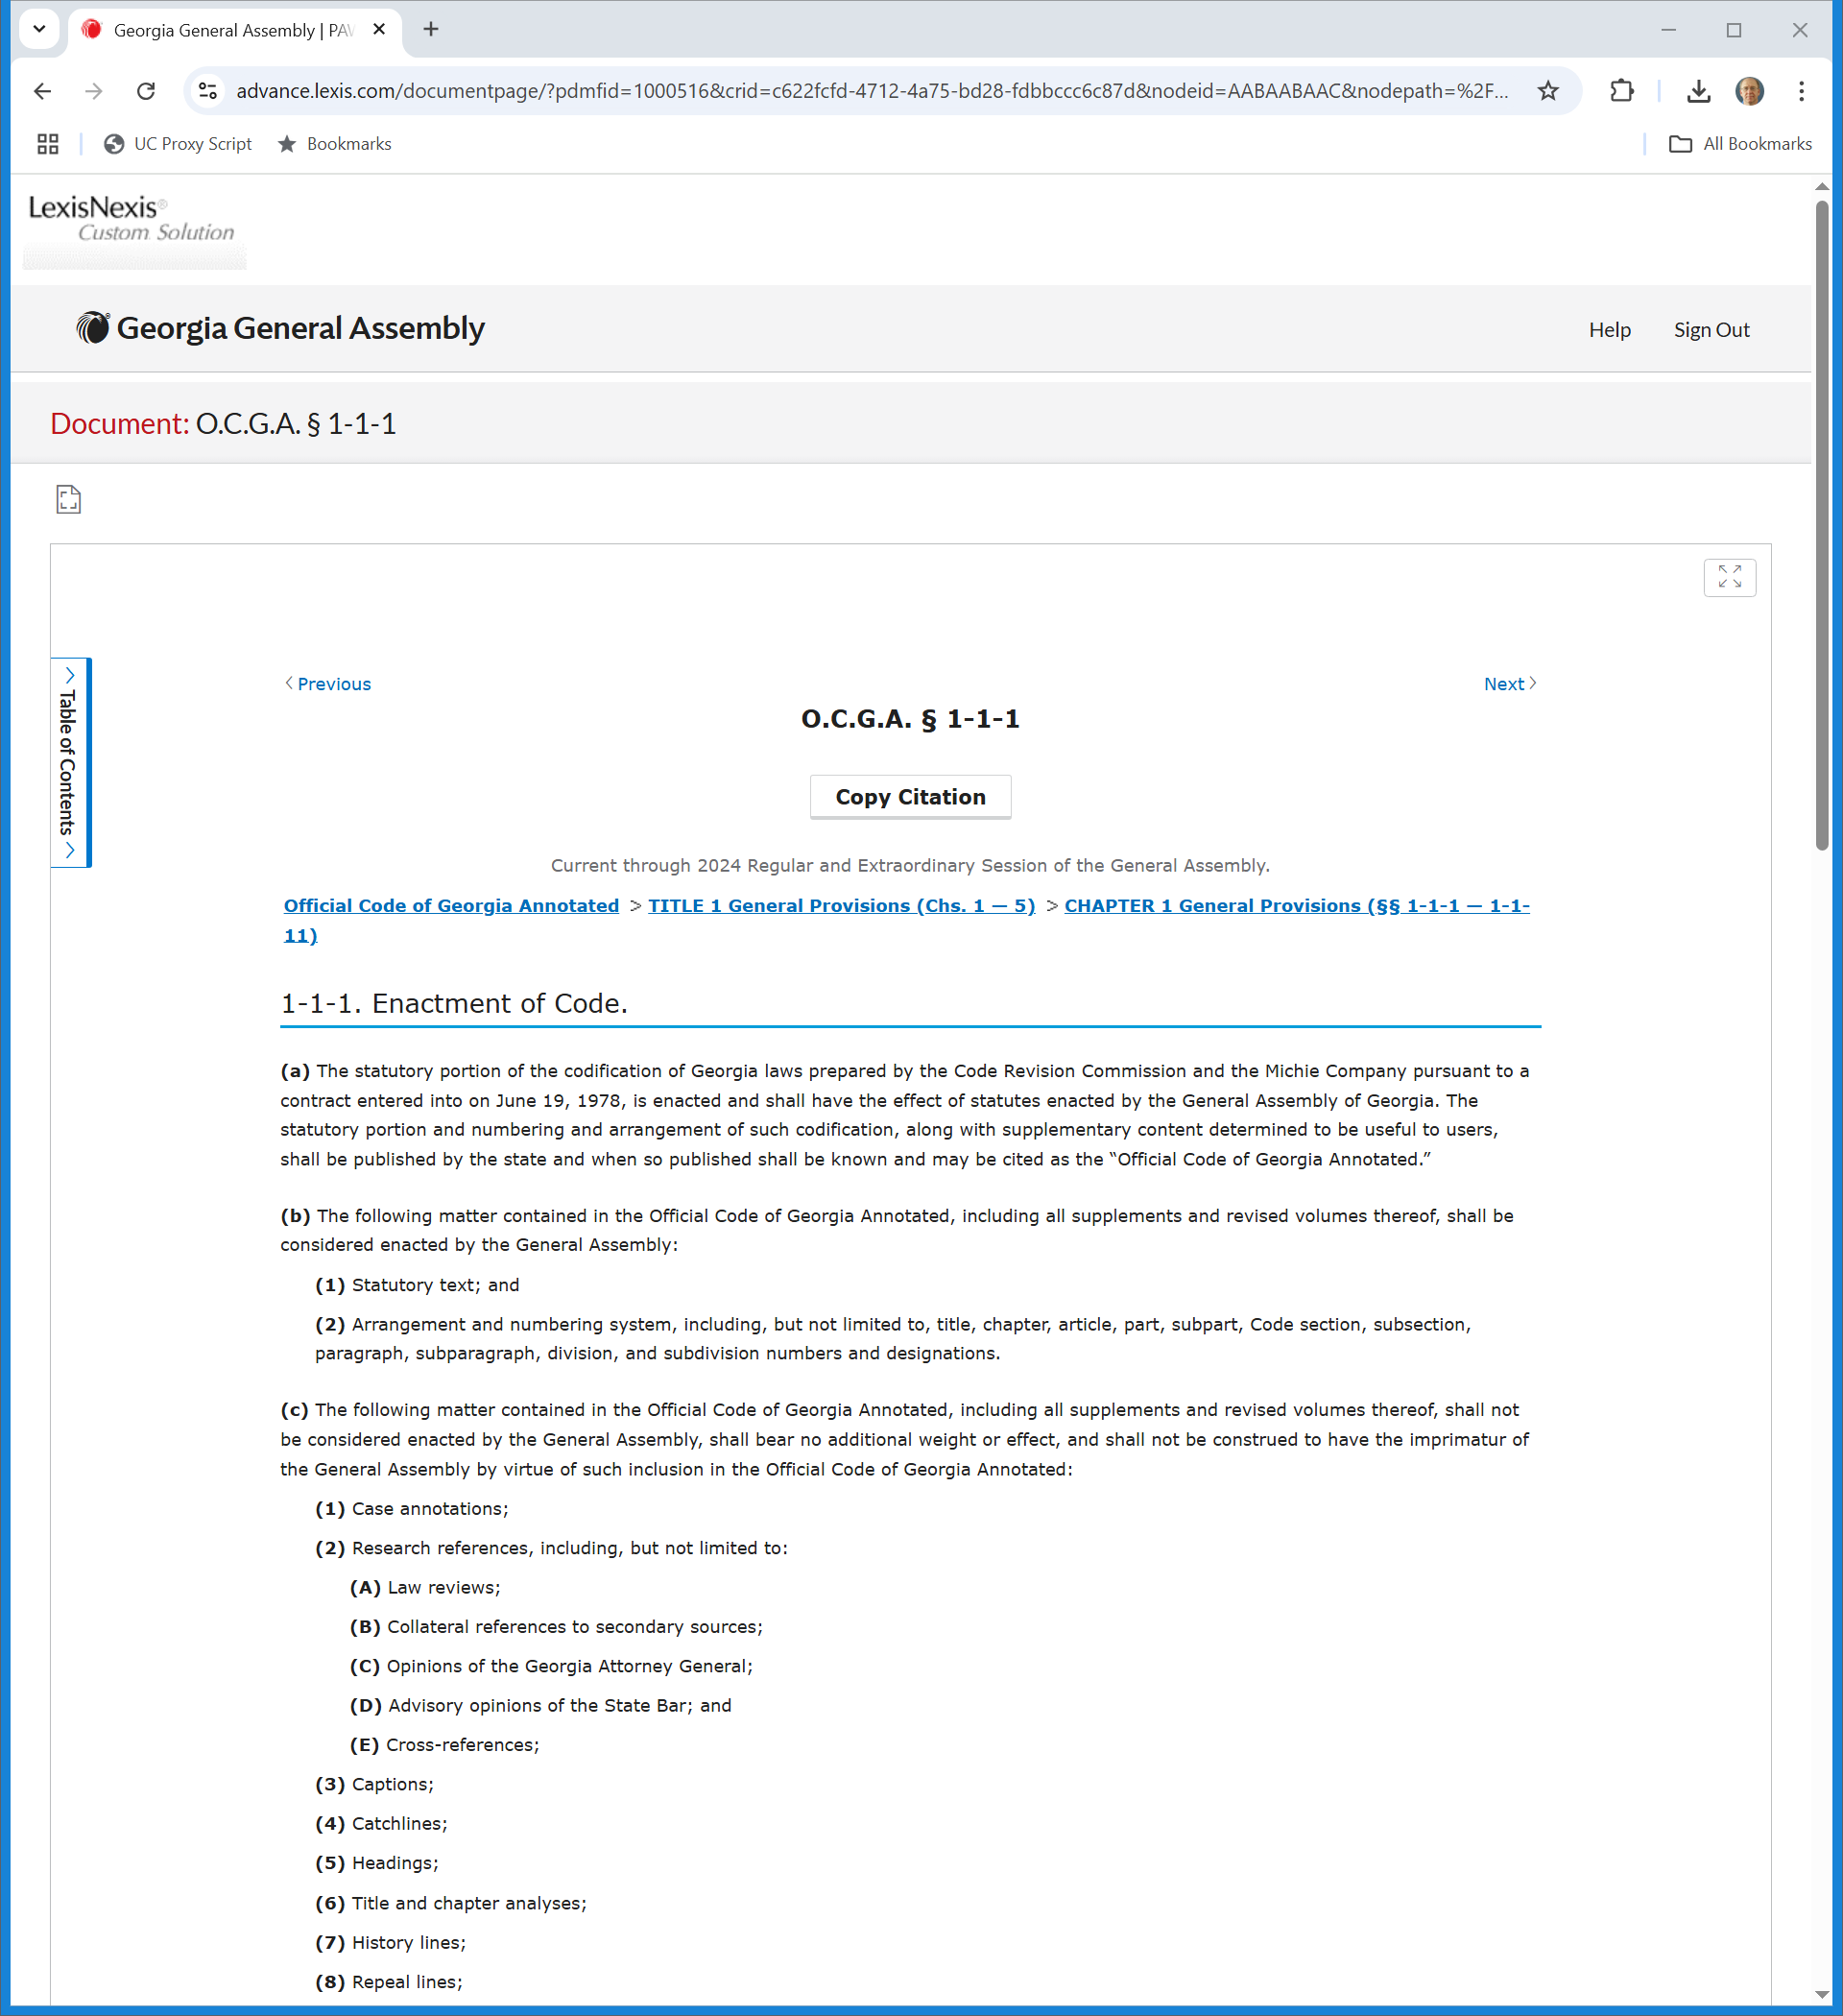 Georgia General Assembly | PAW
advance.lexis.com/documentpage/?pdmfid=1000516&crid=c622fcfd-4712-4a75-bd28-fdbbccc6c87d&nodeid=AABAABAAC&nodepath=%2F...
UC Proxy Script
Bookmarks
All Bookmarks
LexisNexis®
Custom Solution
Georgia General Assembly
Help
Sign Out
Document: O.C.G.A. § 1-1-1
Table of Contents
Previous
Next
O.C.G.A. § 1-1-1
Copy Citation
Current through 2024 Regular and Extraordinary Session of the General Assembly.
Official Code of Georgia Annotated > TITLE 1 General Provisions (Chs. 1 — 5) > CHAPTER 1 General Provisions (§§ 1-1-1 — 1-1-
11)
1-1-1. Enactment of Code.
(a) The statutory portion of the codification of Georgia laws prepared by the Code Revision Commission and the Michie Company pursuant to a
contract entered into on June 19, 1978, is enacted and shall have the effect of statutes enacted by the General Assembly of Georgia. The
statutory portion and numbering and arrangement of such codification, along with supplementary content determined to be useful to users,
shall be published by the state and when so published shall be known and may be cited as the “Official Code of Georgia Annotated.”
(b) The following matter contained in the Official Code of Georgia Annotated, including all supplements and revised volumes thereof, shall be
considered enacted by the General Assembly:
(1) Statutory text; and
(2) Arrangement and numbering system, including, but not limited to, title, chapter, article, part, subpart, Code section, subsection,
paragraph, subparagraph, division, and subdivision numbers and designations.
(c) The following matter contained in the Official Code of Georgia Annotated, including all supplements and revised volumes thereof, shall not
be considered enacted by the General Assembly, shall bear no additional weight or effect, and shall not be construed to have the imprimatur of
the General Assembly by virtue of such inclusion in the Official Code of Georgia Annotated:
(1) Case annotations;
(2) Research references, including, but not limited to:
(A) Law reviews;
(B) Collateral references to secondary sources;
(C) Opinions of the Georgia Attorney General;
(D) Advisory opinions of the State Bar; and
(E) Cross-references;
(3) Captions;
(4) Catchlines;
(5) Headings;
(6) Title and chapter analyses;
(7) History lines;
(8) Repeal lines;